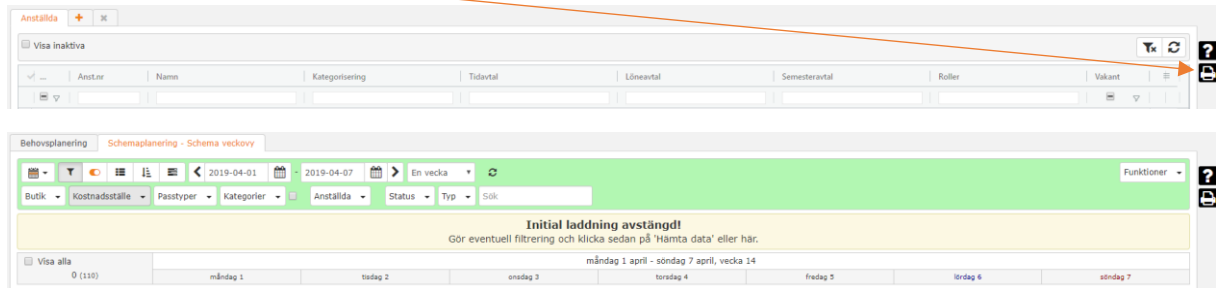 Anställda
Visa inaktiva
Anst.nr Namn Kategorisering Tidavtal Löneavtal Semesteravtal Roller Vakant
Behovsplanering Schemaplanering - Schema veckovy
2019-04-01 - 2019-04-07 En vecka Funktioner
Butik Kostnadsställe Passtyper Kategorier Anställda Status Typ Sök
Initial laddning avstängd!
Gör eventuell filtrering och klicka sedan på 'Hämta data' eller här.
Visa alla måndag 1 april - söndag 7 april, vecka 14
0 (110) måndag 1 tisdag 2 onsdag 3 torsdag 4 fredag 5 lördag 6 söndag 7